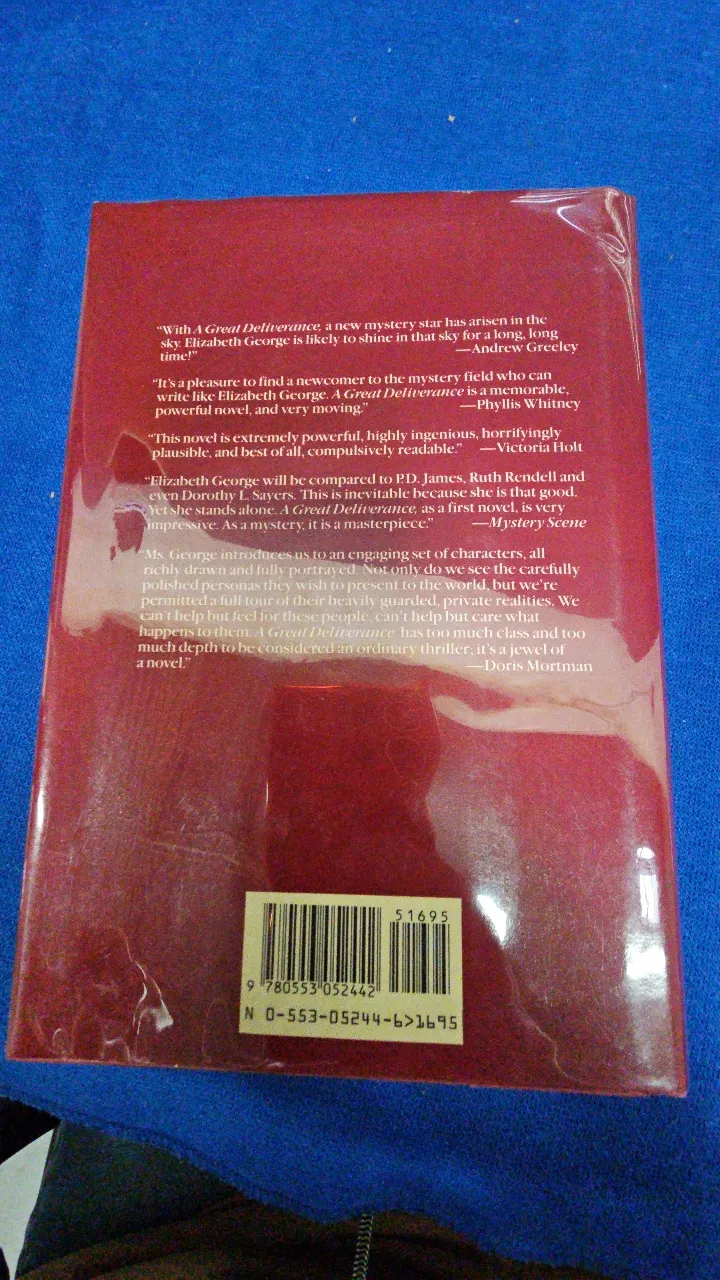 “With A Great Deliverance, a new mystery star has arisen in the
sky. Elizabeth George is likely to shine in that sky for a long, long
time!” —Andrew Greeley
“It's a pleasure to find a newcomer to the mystery field who can
write like Elizabeth George. A Great Deliverance is a memorable,
powerful novel, and very moving.” —Phyllis Whitney
“This novel is extremely powerful, highly ingenious, horrifyingly
plausible, and best of all, compulsively readable.” —Victoria Holt
“Elizabeth George will be compared to P.D. James, Ruth Rendell and
even Dorothy L. Sayers. This is inevitable because she is that good.
Yet she stands alone. A Great Deliverance, as a first novel, is very
impressive. As a mystery, it is a masterpiece.” —Mystery Scene
“Ms. George introduces us to an engaging set of characters, all
richly drawn and fully portrayed. Not only do we see the carefully
polished personas they wish to present to the world, but we're
permitted a full tour of their heavily guarded, private realities. We
can't help but feel for these people, can't help but care what
happens to them. A Great Deliverance has too much class and too
much depth to be considered an ordinary thriller; it's a jewel of
a novel.” —Doris Mortman
51695
9 780553 052442
N 0-553-05244-6>1695